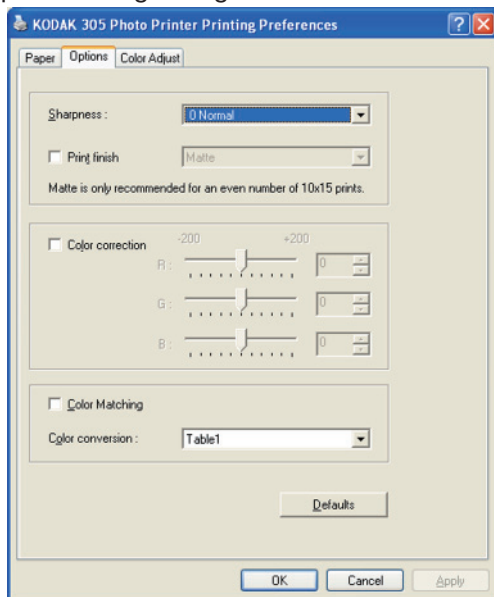 KODAK 305 Photo Printer Printing Preferences
Paper Options Color Adjust
Sharpness : 0 Normal
Print finish Matte
Matte is only recommended for an even number of 10x15 prints.
Color correction -200 +200
R : 0
G : 0
B : 0
Color Matching
Color conversion : Table1
Defaults
OK Cancel Apply